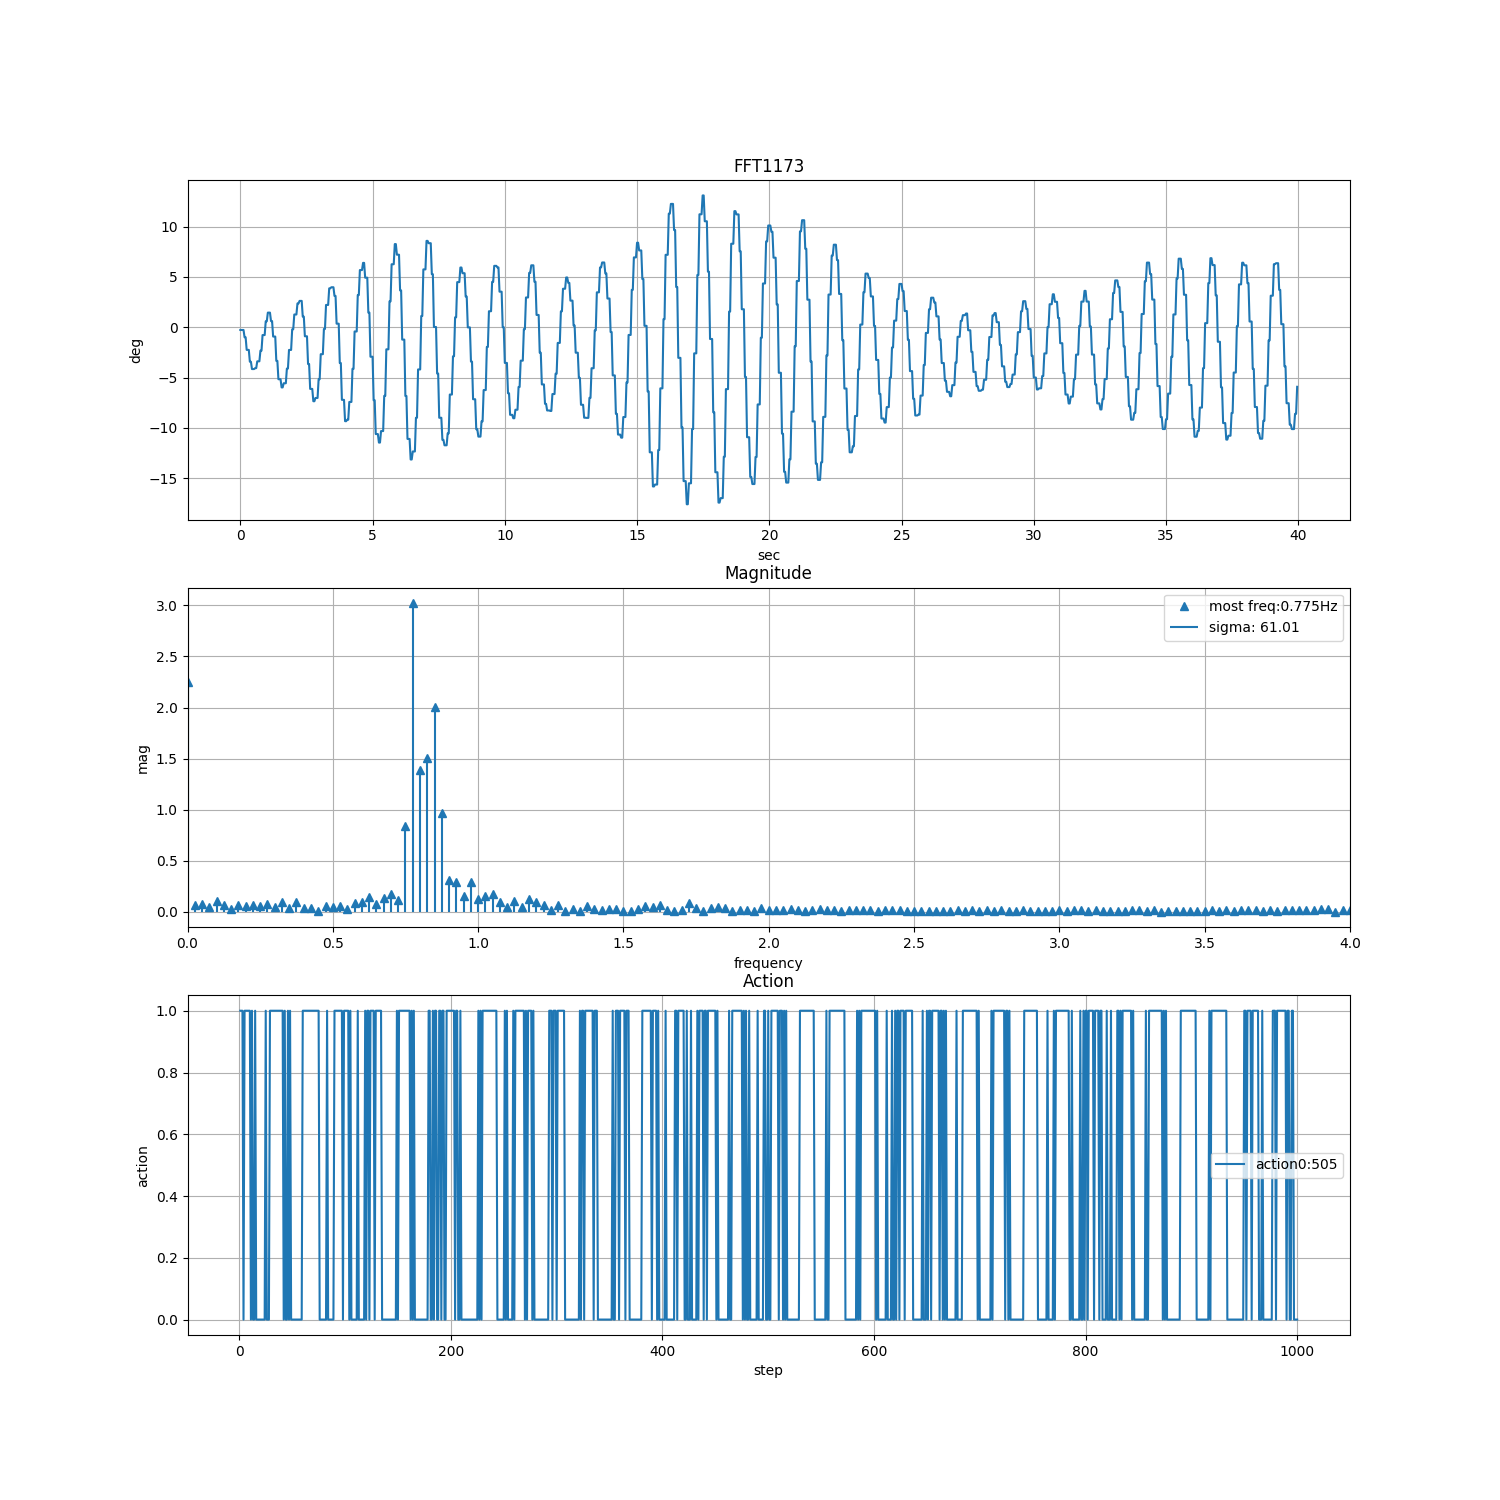 FFT1173
10
5
0
−5
−10
−15
deg
0 5 10 15 20 25 30 35 40
sec
Magnitude
3.0
2.5
2.0
1.5
1.0
0.5
0.0
mag
most freq:0.775Hz
sigma: 61.01
0.0 0.5 1.0 1.5 2.0 2.5 3.0 3.5 4.0
frequency
Action
1.0
0.8
0.6
0.4
0.2
0.0
action
action0:505
0 200 400 600 800 1000
step